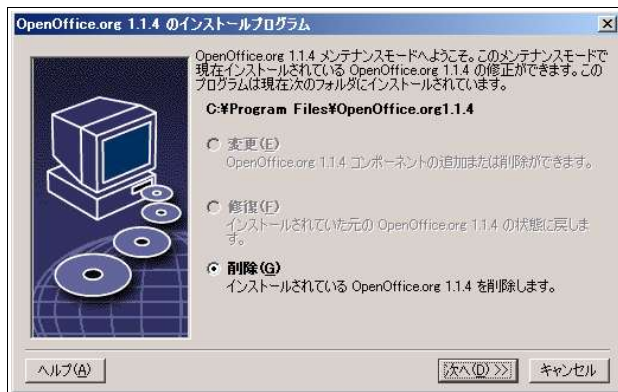 OpenOffice.org 1.1.4 のインストールプログラム
OpenOffice.org 1.1.4 メンテナンスモードへようこそ。このメンテナンスモードで
現在インストールされている OpenOffice.org 1.1.4 の修正ができます。この
プログラムは現在次のフォルダにインストールされています。
C:¥Program Files¥OpenOffice.org1.1.4
変更(E)
OpenOffice.org 1.1.4 コンポーネントの追加または削除ができます。
修復(F)
インストールされていた元の OpenOffice.org 1.1.4 の状態に戻しま
す。
削除(G)
インストールされている OpenOffice.org 1.1.4 を削除します。
ヘルプ(A)
次へ(D) >>
キャンセル